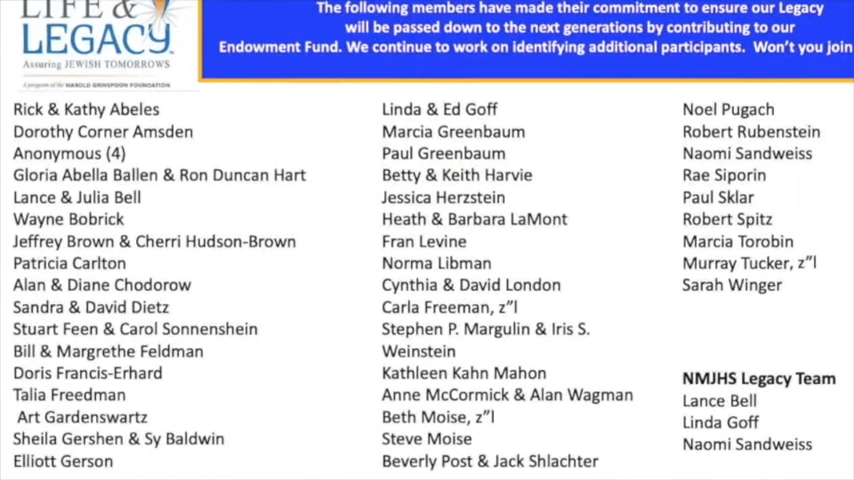 LIFE &
LEGACY
Assuring JEWISH TOMORROWS
A program of the HAROLD GRINSPOON FOUNDATION
The following members have made their commitment to ensure our Legacy
will be passed down to the next generations by contributing to our
Endowment Fund. We continue to work on identifying additional participants. Won't you join
Rick & Kathy Abeles
Dorothy Corner Amsden
Anonymous (4)
Gloria Abella Ballen & Ron Duncan Hart
Lance & Julia Bell
Wayne Bobrick
Jeffrey Brown & Cherri Hudson-Brown
Patricia Carlton
Alan & Diane Chodorow
Sandra & David Dietz
Stuart Feen & Carol Sonnenshein
Bill & Margrethe Feldman
Doris Francis-Erhard
Talia Freedman
Art Gardenswartz
Sheila Gershen & Sy Baldwin
Elliott Gerson
Linda & Ed Goff
Marcia Greenbaum
Paul Greenbaum
Betty & Keith Harvie
Jessica Herzstein
Heath & Barbara LaMont
Fran Levine
Norma Libman
Cynthia & David London
Carla Freeman, z"l
Stephen P. Margulin & Iris S.
Weinstein
Kathleen Kahn Mahon
Anne McCormick & Alan Wagman
Beth Moise, z"l
Steve Moise
Beverly Post & Jack Shlachter
Noel Pugach
Robert Rubenstein
Naomi Sandweiss
Rae Siporin
Paul Sklar
Robert Spitz
Marcia Torobin
Murray Tucker, z"l
Sarah Winger
NMJHS Legacy Team
Lance Bell
Linda Goff
Naomi Sandweiss